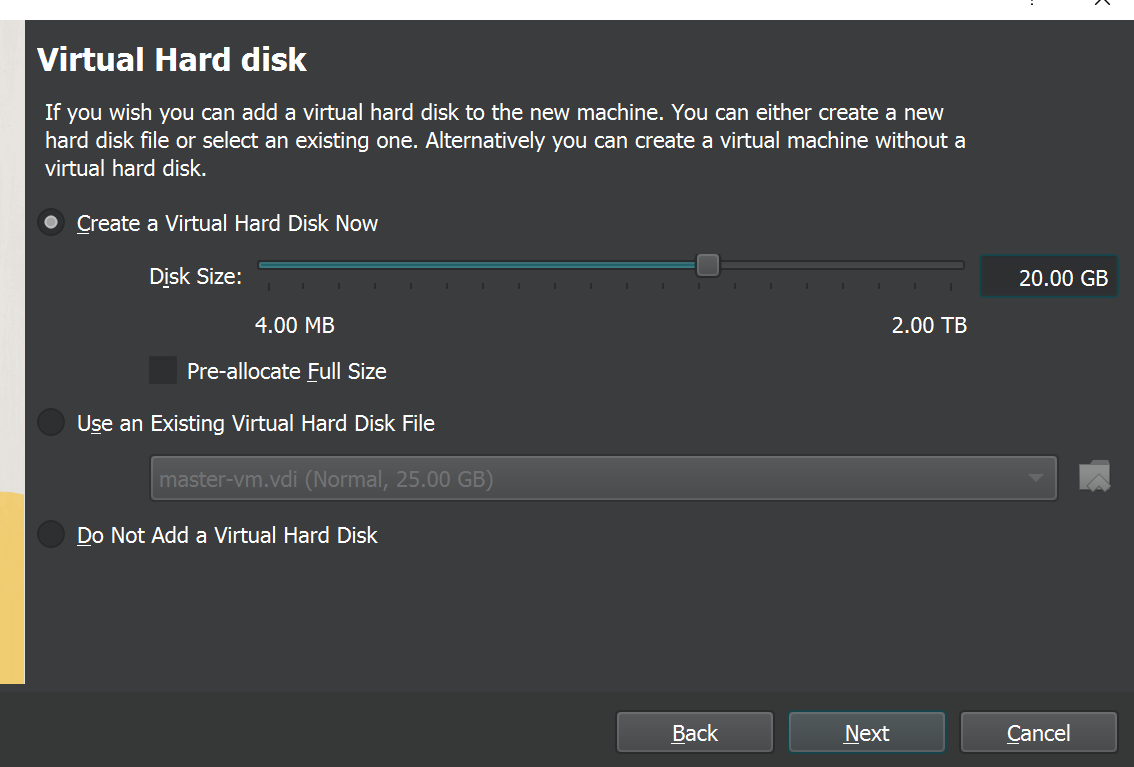 Virtual Hard disk
If you wish you can add a virtual hard disk to the new machine. You can either create a new
hard disk file or select an existing one. Alternatively you can create a virtual machine without a
virtual hard disk.
Create a Virtual Hard Disk Now
Disk Size:
20.00 GB
4.00 MB
2.00 TB
Pre-allocate Full Size
Use an Existing Virtual Hard Disk File
master-vm.vdi (Normal, 25.00 GB)
Do Not Add a Virtual Hard Disk
Back
Next
Cancel